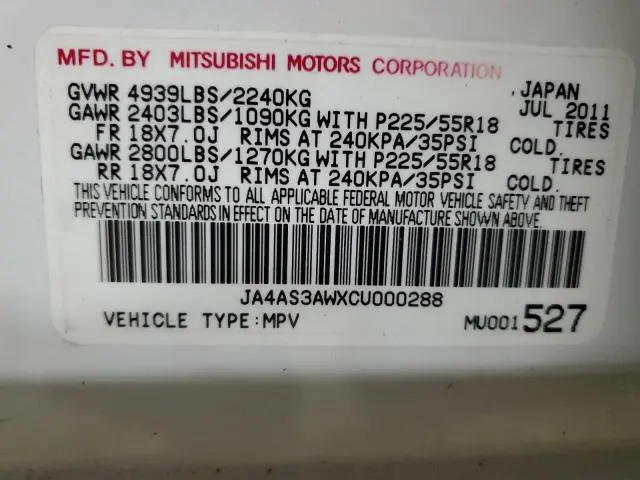 MFD. BY MITSUBISHI MOTORS CORPORATION
GVWR 4939LBS/2240KG JAPAN JUL 2011
GAWR 2403LBS/1090KG WITH P225/55R18 TIRES
FR 18X7.0J RIMS AT 240KPA/35PSI COLD.
GAWR 2800LBS/1270KG WITH P225/55R18 TIRES
RR 18X7.0J RIMS AT 240KPA/35PSI COLD.
THIS VEHICLE CONFORMS TO ALL APPLICABLE FEDERAL MOTOR VEHICLE SAFETY AND THEFT
PREVENTION STANDARDS IN EFFECT ON THE DATE OF MANUFACTURE SHOWN ABOVE.
JA4AS3AWXCU000288
VEHICLE TYPE:MPV MU001527